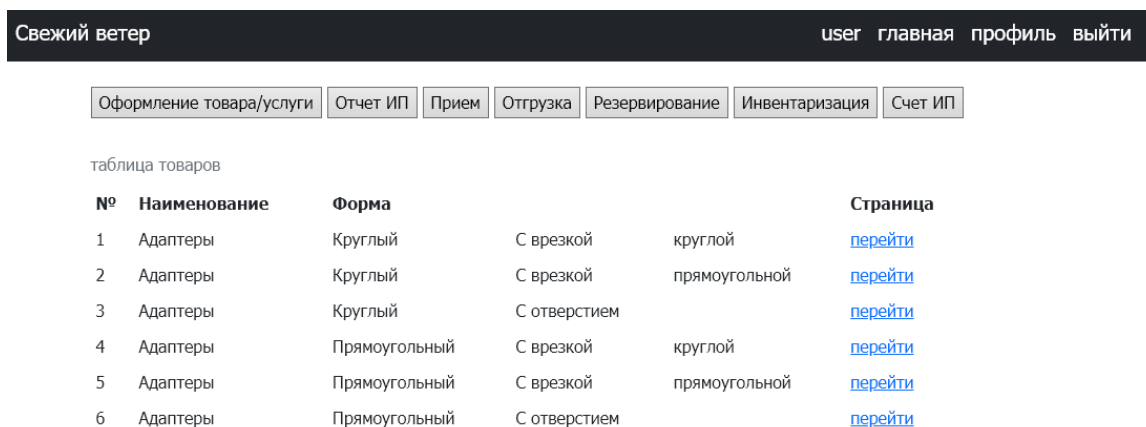 Свежий ветер user главная профиль выйти
Оформление товара/услуги Отчет ИП Прием Отгрузка Резервирование Инвентаризация Счет ИП
таблица товаров
№ Наименование Форма Страница
1 Адаптеры Круглый С врезкой круглой перейти
2 Адаптеры Круглый С врезкой прямоугольной перейти
3 Адаптеры Круглый С отверстием перейти
4 Адаптеры Прямоугольный С врезкой круглой перейти
5 Адаптеры Прямоугольный С врезкой прямоугольной перейти
6 Адаптеры Прямоугольный С отверстием перейти